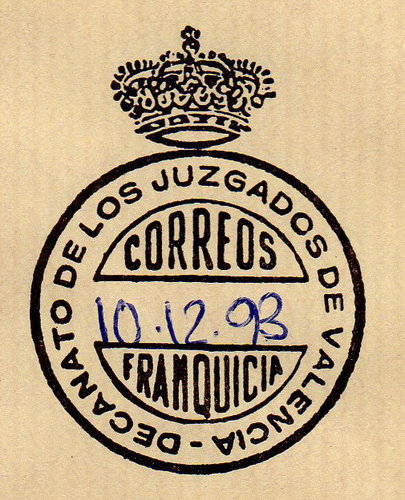 DECANATO DE LOS JUZGADOS DE VALENCIA -
CORREOS
10.12.93
FRANQUICIA